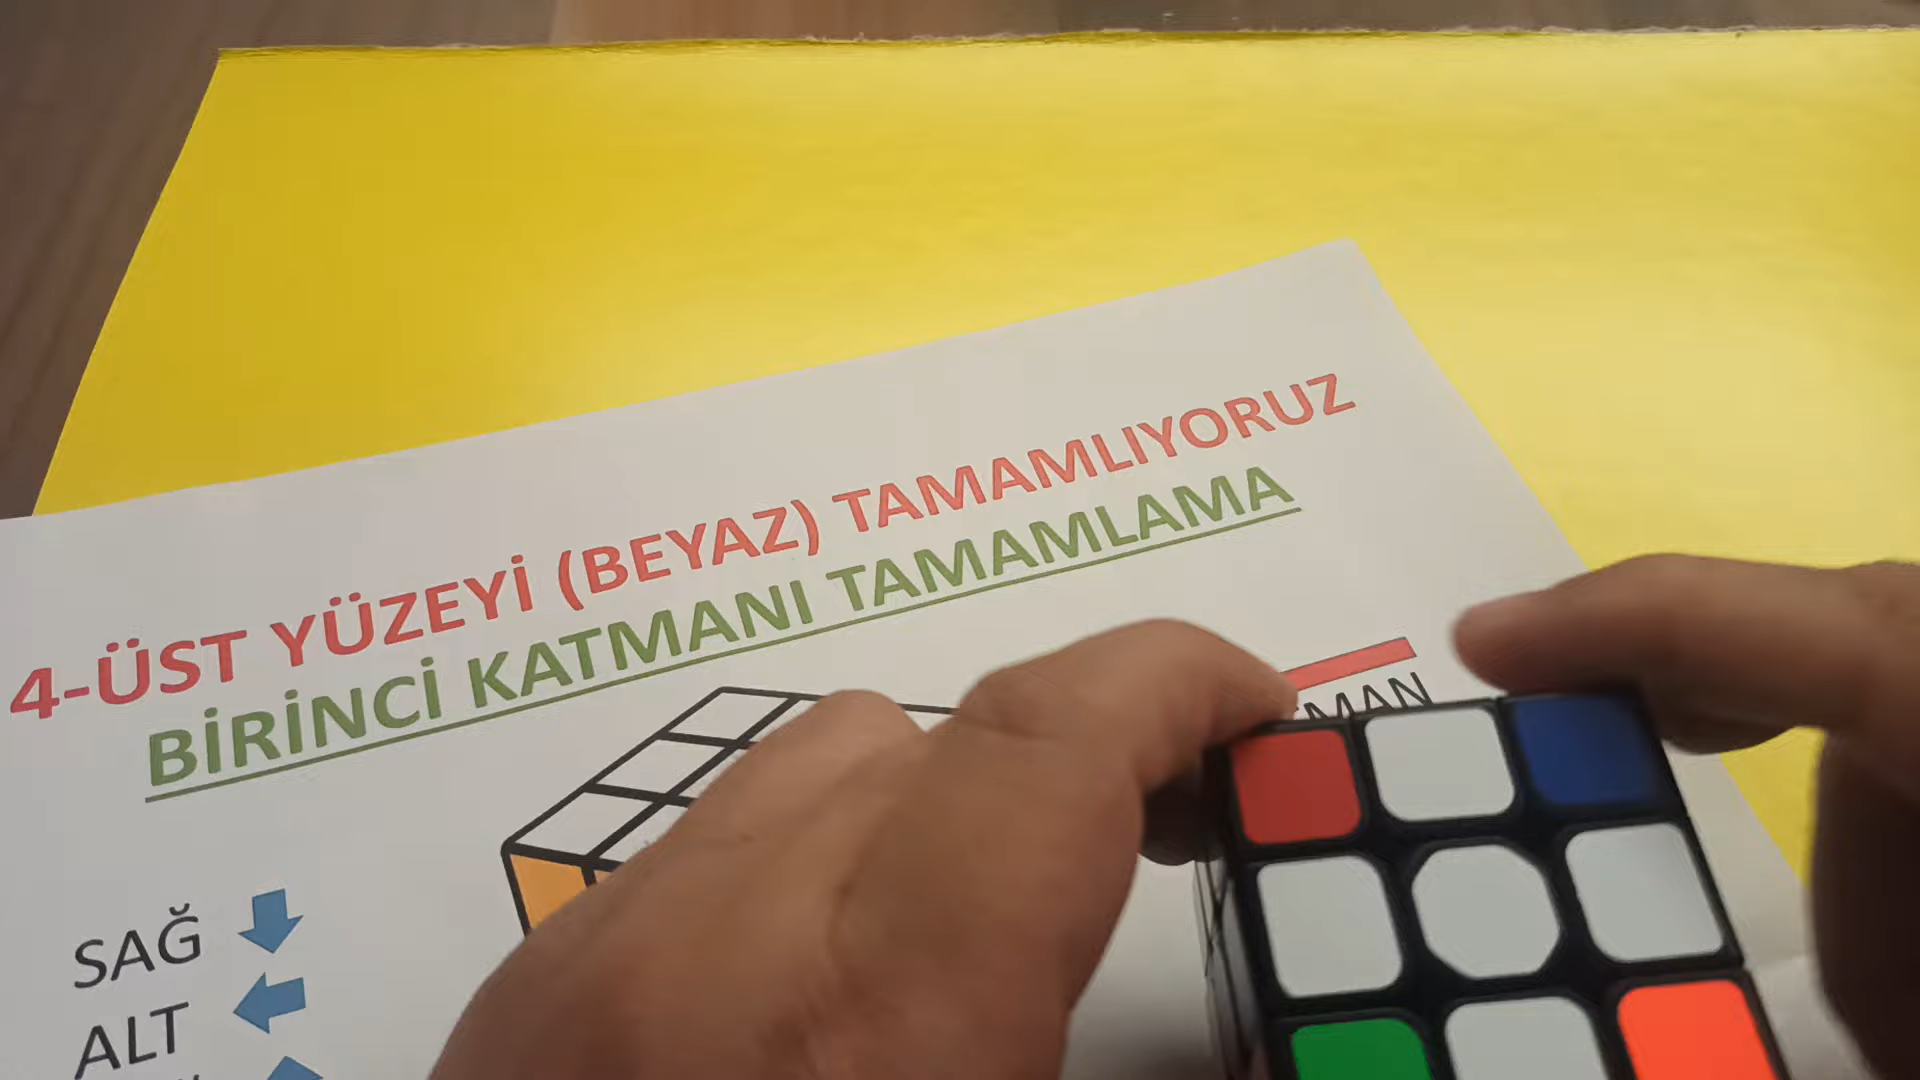 4-ÜST YÜZEYİ (BEYAZ) TAMAMLIYORUZ
BİRİNCİ KATMANI TAMAMLAMA
SAĞ
ALT